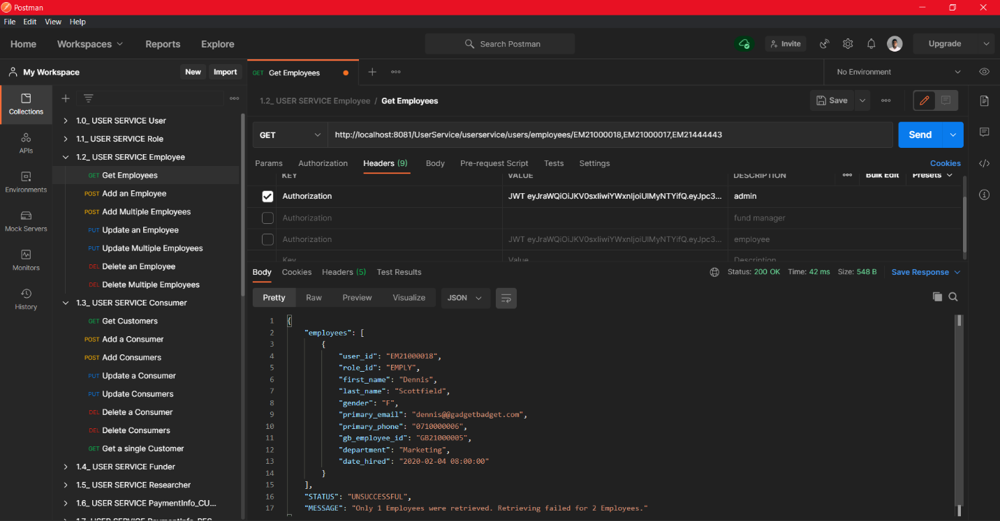 Postman
File Edit View Help
Home Workspaces Reports Explore Search Postman Invite Upgrade
My Workspace New Import
GET Get Employees
No Environment
Collections
APIs
Environments
Mock Servers
Monitors
History
1.0_ USER SERVICE User
1.1_ USER SERVICE Role
1.2_ USER SERVICE Employee
GET Get Employees
POST Add an Employee
POST Add Multiple Employees
PUT Update an Employee
PUT Update Multiple Employees
DEL Delete an Employee
DEL Delete Multiple Employees
1.3_ USER SERVICE Consumer
GET Get Customers
POST Add a Consumer
POST Add Consumers
PUT Update a Consumer
PUT Update Consumers
DEL Delete a Consumer
DEL Delete Consumers
GET Get a single Customer
1.4_ USER SERVICE Funder
1.5_ USER SERVICE Researcher
1.6_ USER SERVICE PaymentInfo_CU...
1.7_ USER SERVICE PaymentInfo_RES
1.2_ USER SERVICE Employee / Get Employees Save
GET http://localhost:8081/UserService/userservice/users/employees/EM21000018,EM21000017,EM21444443 Send
Params Authorization Headers (9) Body Pre-request Script Tests Settings Cookies
KEY VALUE DESCRIPTION Bulk Edit Presets
Authorization JWT eyJraWQiOiJKV0sxIiwiYWxnIjoiUlMyNTYifQ.eyJpc3... admin
Authorization fund manager
Authorization JWT eyJraWQiOiJKV0sxIiwiYWxnIjoiUlMyNTYifQ.eyJpc3... employee
Key Value Description
Body Cookies Headers (5) Test Results Status: 200 OK Time: 42 ms Size: 548 B Save Response
Pretty Raw Preview Visualize JSON
1 {
2 "employees": [
3 {
4 "user_id": "EM21000018",
5 "role_id": "EMPLY",
6 "first_name": "Dennis",
7 "last_name": "Scottfield",
8 "gender": "F",
9 "primary_email": "dennis@@gadgetbadget.com",
10 "primary_phone": "0710000006",
11 "gb_employee_id": "GB21000005",
12 "department": "Marketing",
13 "date_hired": "2020-02-04 08:00:00"
14 }
15 ],
16 "STATUS": "UNSUCCESSFUL",
17 "MESSAGE": "Only 1 Employees were retrieved. Retrieving failed for 2 Employees."